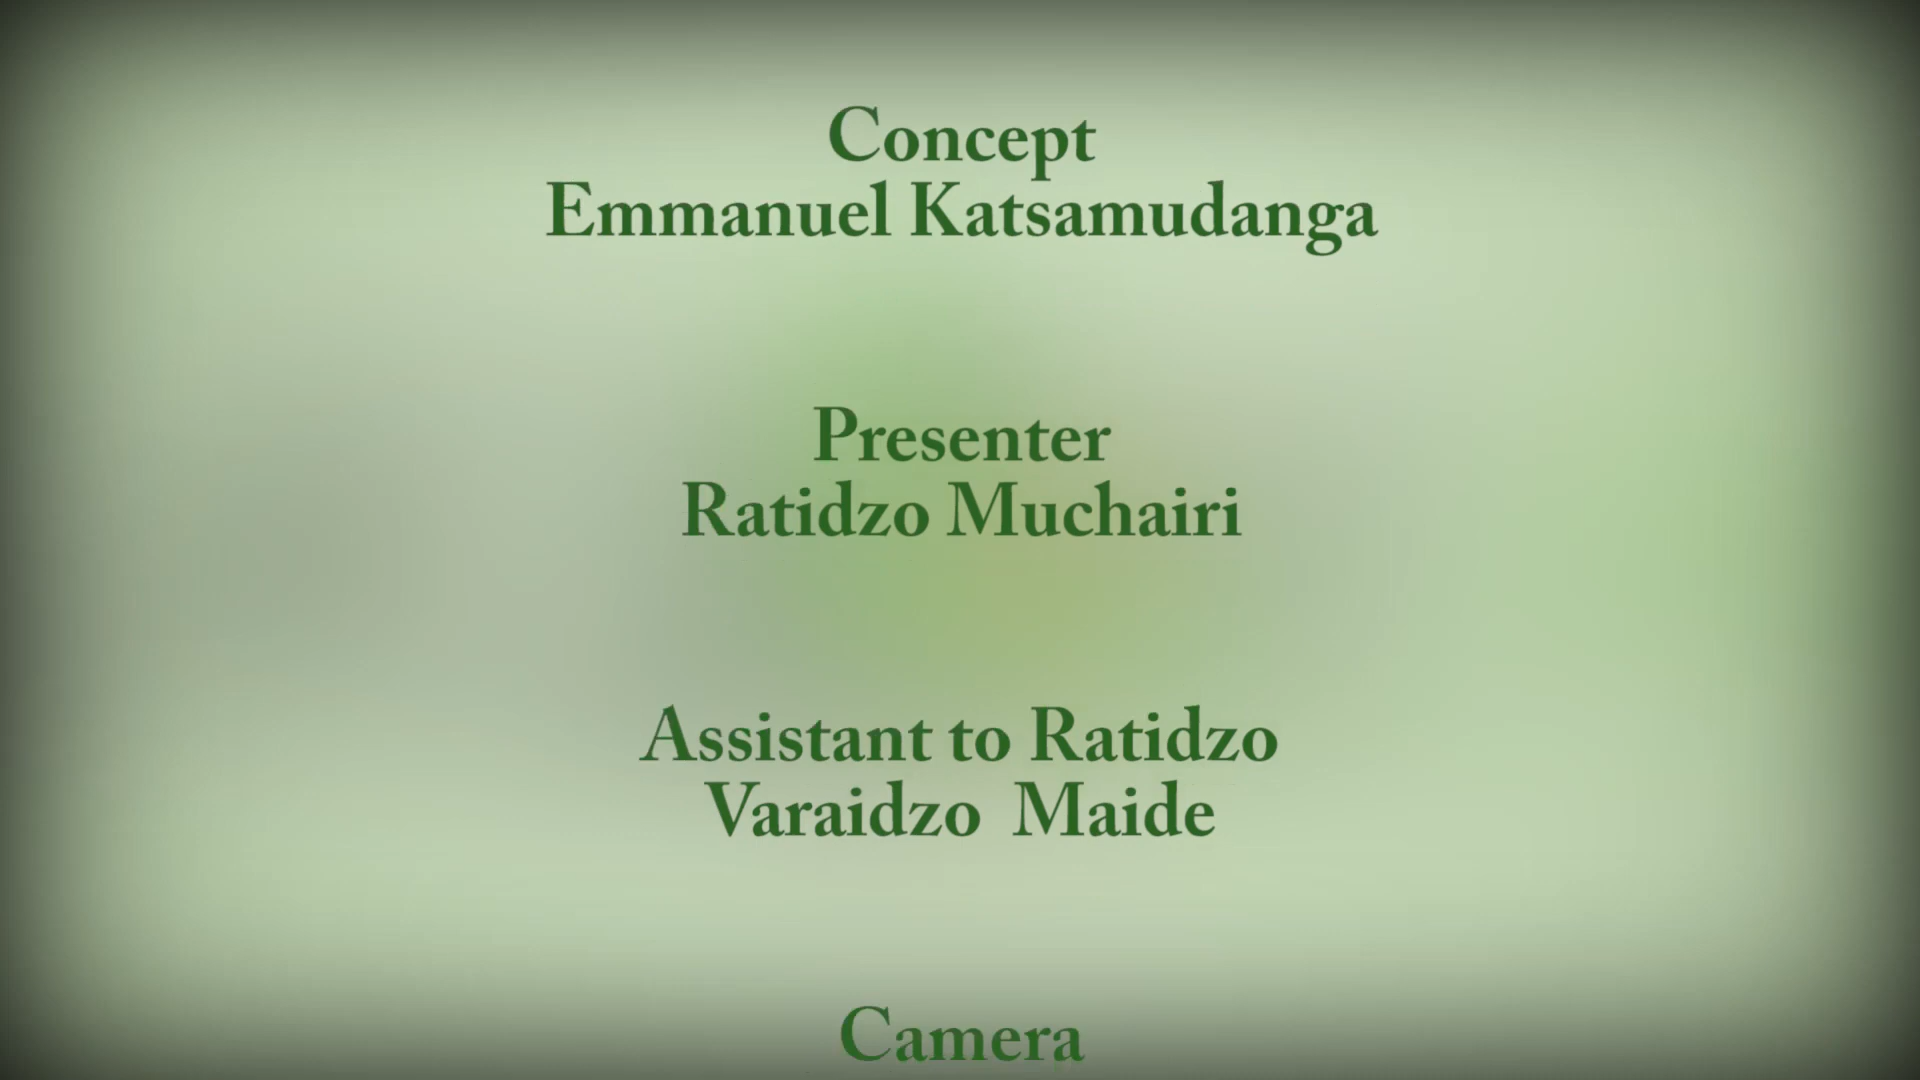 Concept
Emmanuel Katsamudanga
Presenter
Ratidzo Muchairi
Assistant to Ratidzo
Varaidzo  Maide
Camera